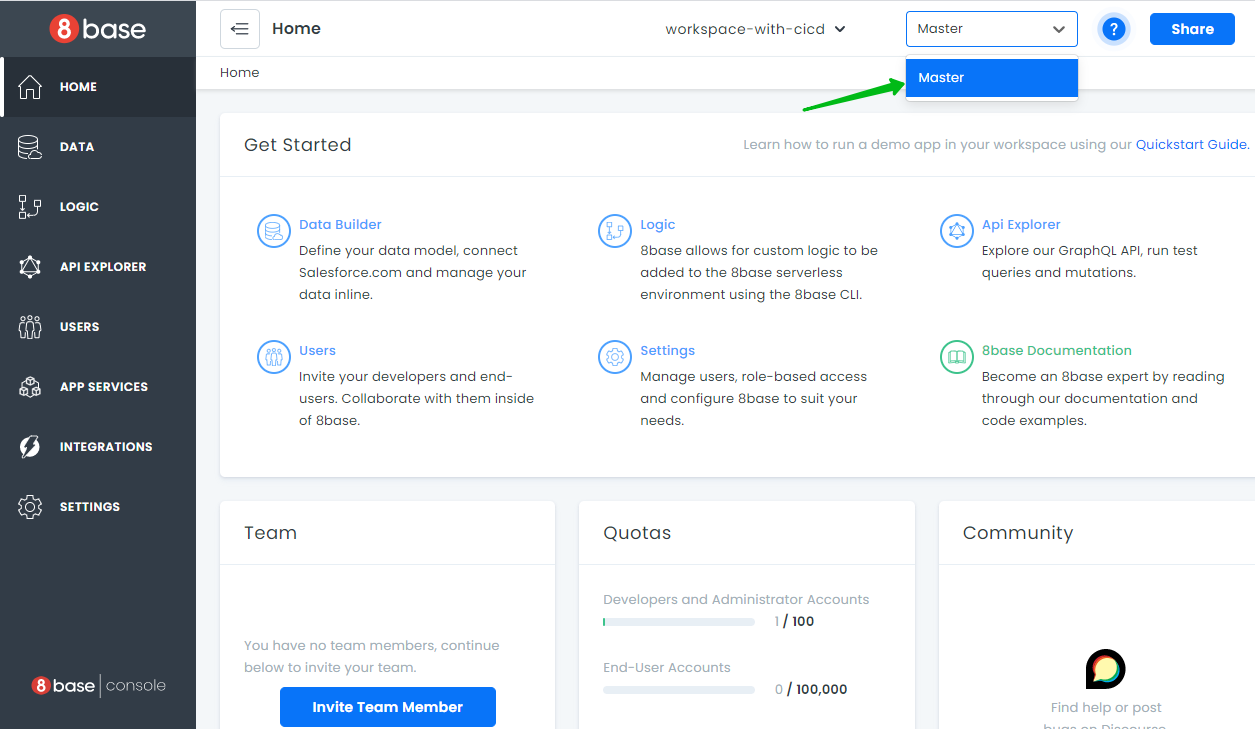 8base
Home
workspace-with-cicd
Master
?
Share
Home
Master
HOME
DATA
LOGIC
API EXPLORER
USERS
APP SERVICES
INTEGRATIONS
SETTINGS
8base console
Get Started
Learn how to run a demo app in your workspace using our Quickstart Guide.
Data Builder
Define your data model, connect
Salesforce.com and manage your
data inline.
Logic
8base allows for custom logic to be
added to the 8base serverless
environment using the 8base CLI.
Api Explorer
Explore our GraphQL API, run test
queries and mutations.
Users
Invite your developers and end-
users. Collaborate with them inside
of 8base.
Settings
Manage users, role-based access
and configure 8base to suit your
needs.
8base Documentation
Become an 8base expert by reading
through our documentation and
code examples.
Team
You have no team members, continue
below to invite your team.
Invite Team Member
Quotas
Developers and Administrator Accounts
1 / 100
End-User Accounts
0 / 100,000
Community
Find help or post
bugs on Discourse